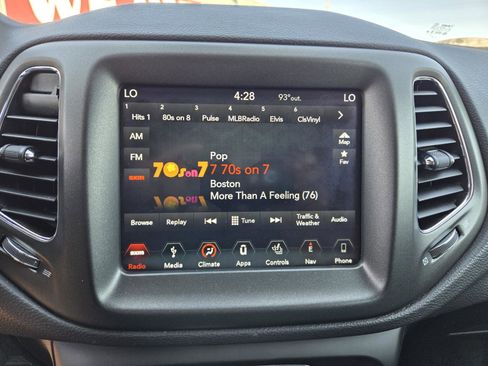 LO 4:28 93°out. LO
1 2 3 4 5 6
Hits 1 80s on 8 Pulse MLBRadio Elvis ClsVinyl
AM
Map
FM
Fav
SXM
70s on 7
Pop
7 70s on 7
Boston
More Than A Feeling (76)
Browse Replay Tune Traffic & Weather Audio
SXM
E
Radio Media Climate Apps Controls Nav Phone